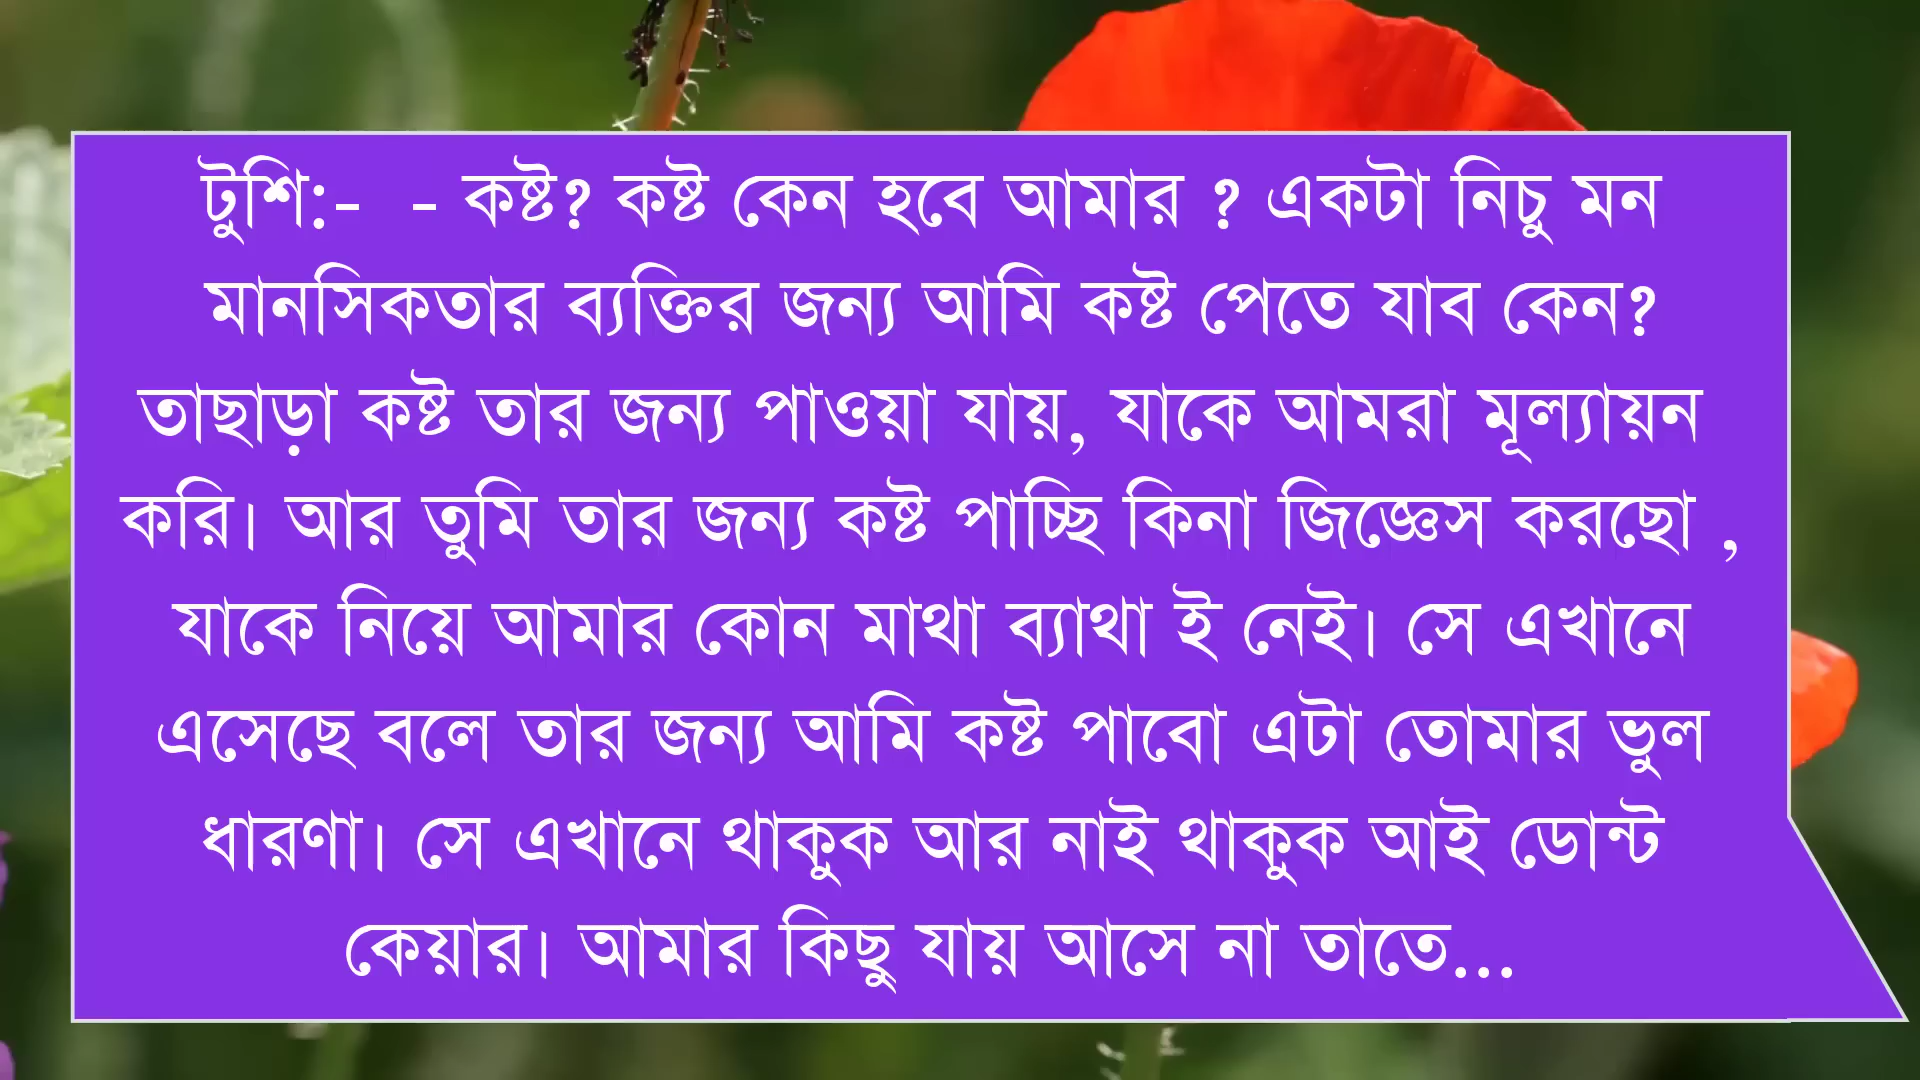 টুশি:-  - কষ্ট? কষ্ট কেন হবে আমার ? একটা নিচু মন
মানসিকতার ব্যক্তির জন্য আমি কষ্ট পেতে যাব কেন?
তাছাড়া কষ্ট তার জন্য পাওয়া যায়, যাকে আমরা মূল্যায়ন
করি। আর তুমি তার জন্য কষ্ট পাচ্ছি কিনা জিজ্ঞেস করছো ,
যাকে নিয়ে আমার কোন মাথা ব্যাথা ই নেই। সে এখানে
এসেছে বলে তার জন্য আমি কষ্ট পাবো এটা তোমার ভুল
ধারণা। সে এখানে থাকুক আর নাই থাকুক আই ডোন্ট
কেয়ার। আমার কিছু যায় আসে না তাতে...